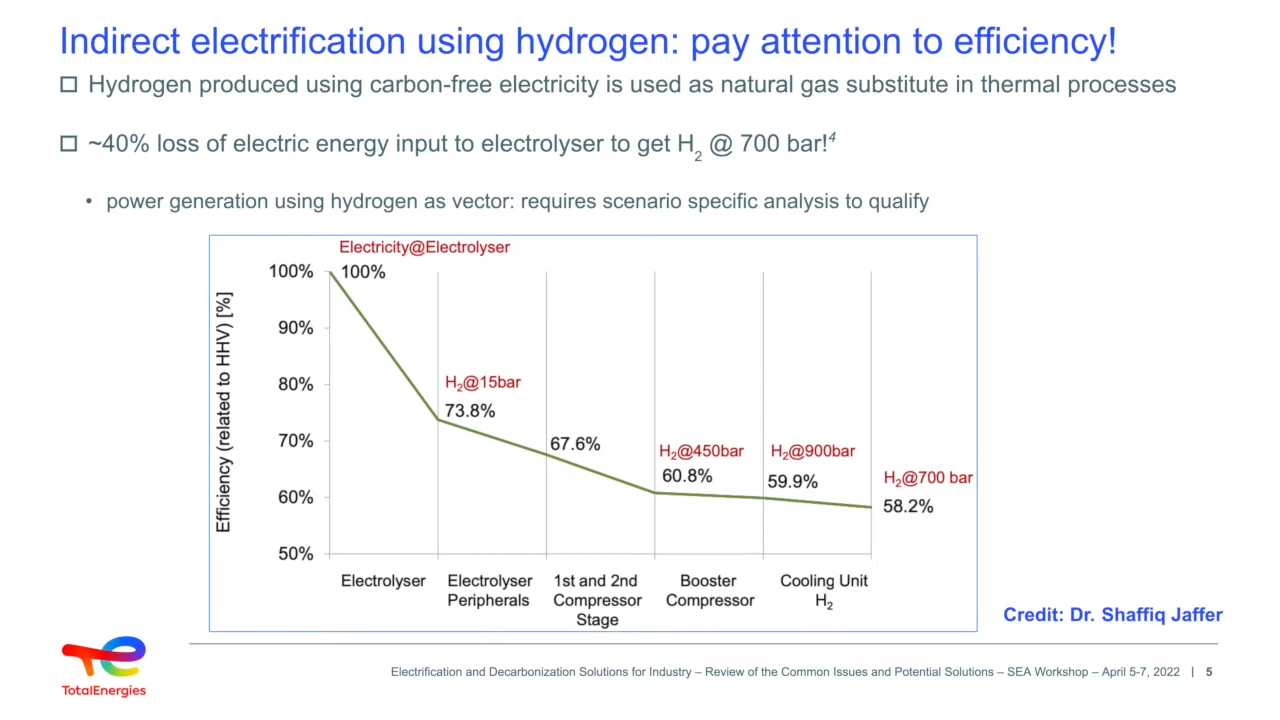 Indirect electrification using hydrogen: pay attention to efficiency!
Hydrogen produced using carbon-free electricity is used as natural gas substitute in thermal processes
~40% loss of electric energy input to electrolyser to get H₂ @ 700 bar!⁴
• power generation using hydrogen as vector: requires scenario specific analysis to qualify
Efficiency (related to HHV) [%]
100%
90%
80%
70%
60%
50%
Electricity@Electrolyser
100%
H₂@15bar
73.8%
67.6%
H₂@450bar
60.8%
H₂@900bar
59.9%
H₂@700 bar
58.2%
Electrolyser
Electrolyser
Peripherals
1st and 2nd
Compressor
Stage
Booster
Compressor
Cooling Unit
H₂
Credit: Dr. Shaffiq Jaffer
TotalEnergies
Electrification and Decarbonization Solutions for Industry – Review of the Common Issues and Potential Solutions – SEA Workshop – April 5-7, 2022 | 5